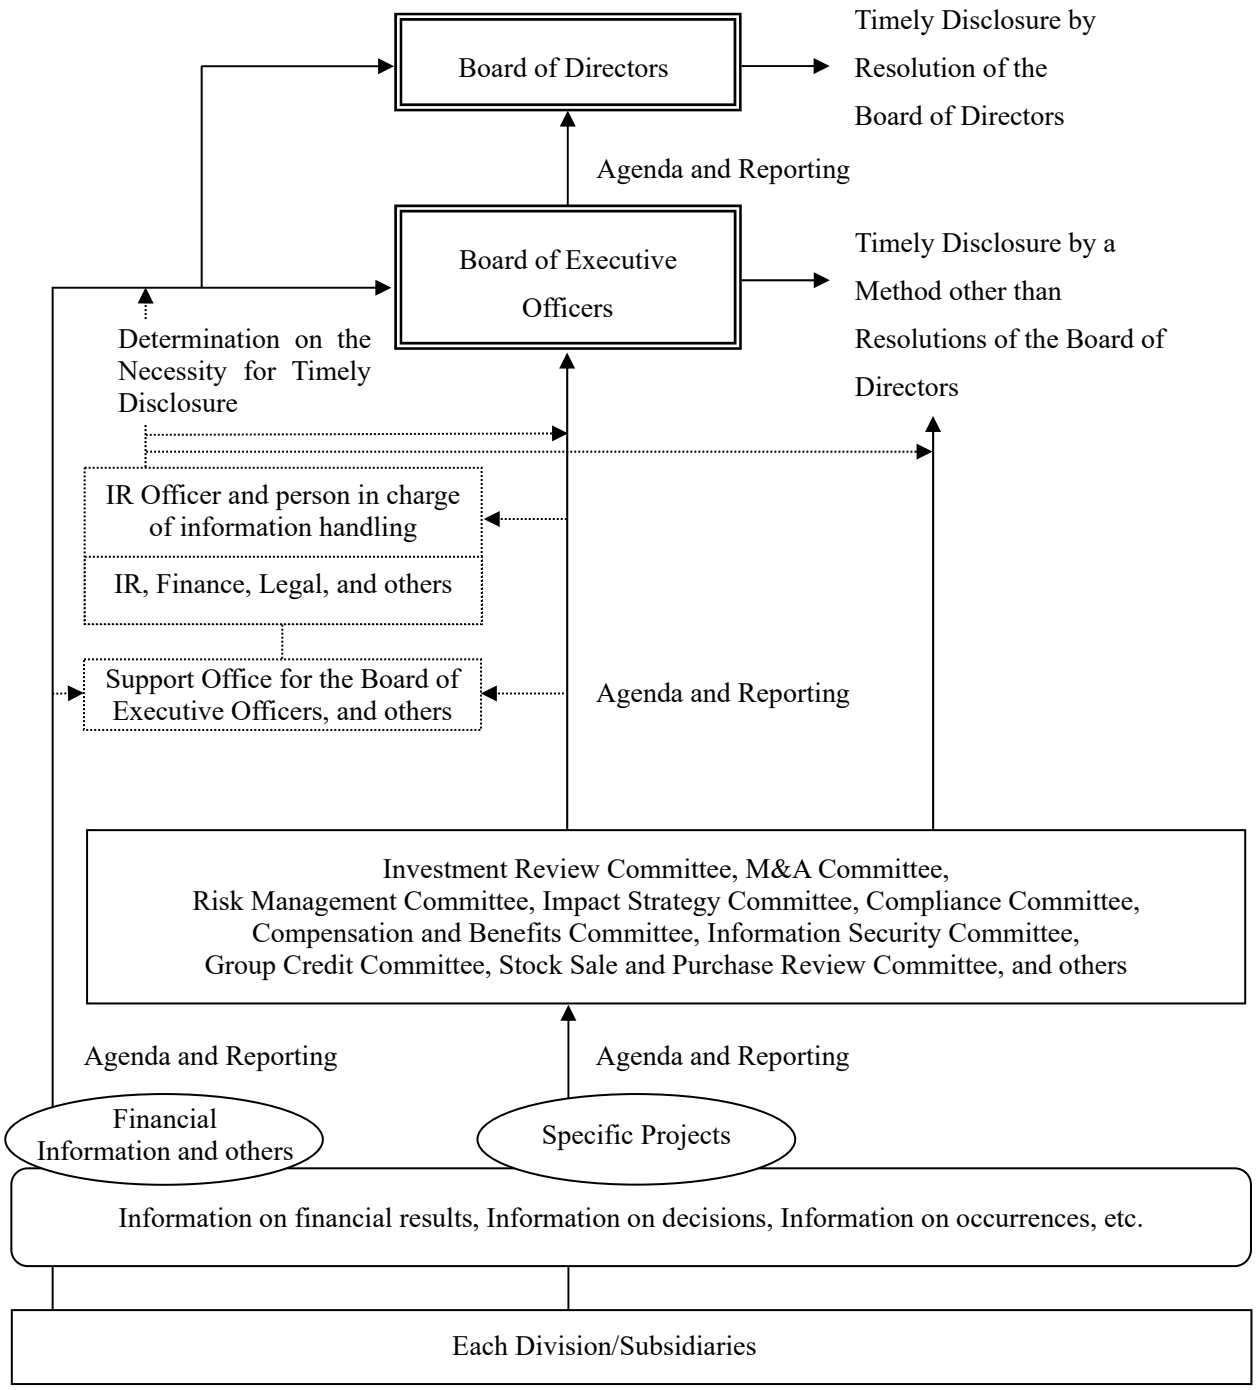 Timely Disclosure by
Resolution of the
Board of Directors
Board of Directors
Agenda and Reporting
Board of Executive
Officers
Timely Disclosure by a
Method other than
Resolutions of the Board of
Directors
Determination on the
Necessity for Timely
Disclosure
IR Officer and person in charge
of information handling
IR, Finance, Legal, and others
Support Office for the Board of
Executive Officers, and others
Agenda and Reporting
Investment Review Committee, M&A Committee,
Risk Management Committee, Impact Strategy Committee, Compliance Committee,
Compensation and Benefits Committee, Information Security Committee,
Group Credit Committee, Stock Sale and Purchase Review Committee, and others
Agenda and Reporting
Agenda and Reporting
Financial
Information and others
Specific Projects
Information on financial results, Information on decisions, Information on occurrences, etc.
Each Division/Subsidiaries